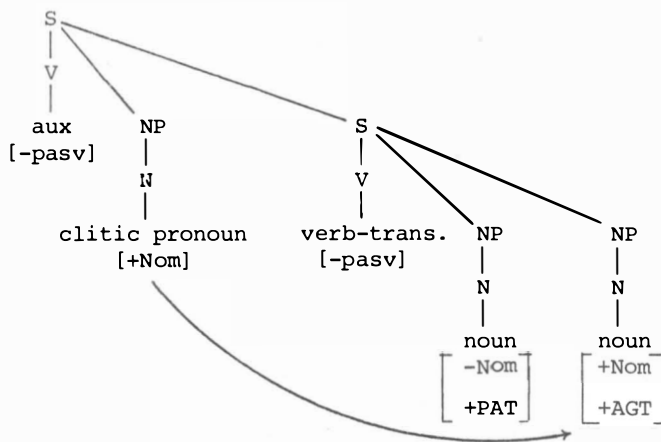 S
V
aux NP S
[-pasv]
N V
clitic pronoun verb-trans. NP NP
[+Nom] [-pasv]
N N
noun noun
-Nom +Nom
+PAT +AGT